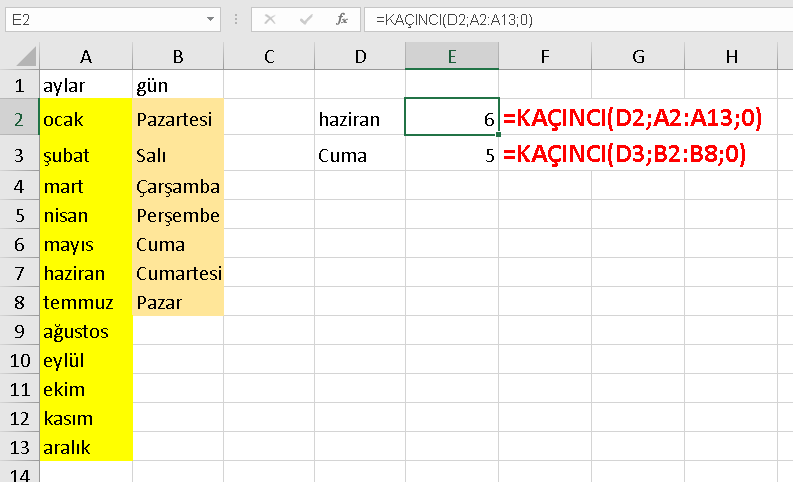 E2 fx =KAÇINCI(D2;A2:A13;0)
A B C D E F G H
1 aylar gün
2 ocak Pazartesi haziran 6 =KAÇINCI(D2;A2:A13;0)
3 şubat Salı Cuma 5 =KAÇINCI(D3;B2:B8;0)
4 mart Çarşamba
5 nisan Perşembe
6 mayıs Cuma
7 haziran Cumartesi
8 temmuz Pazar
9 ağustos
10 eylül
11 ekim
12 kasım
13 aralık
14